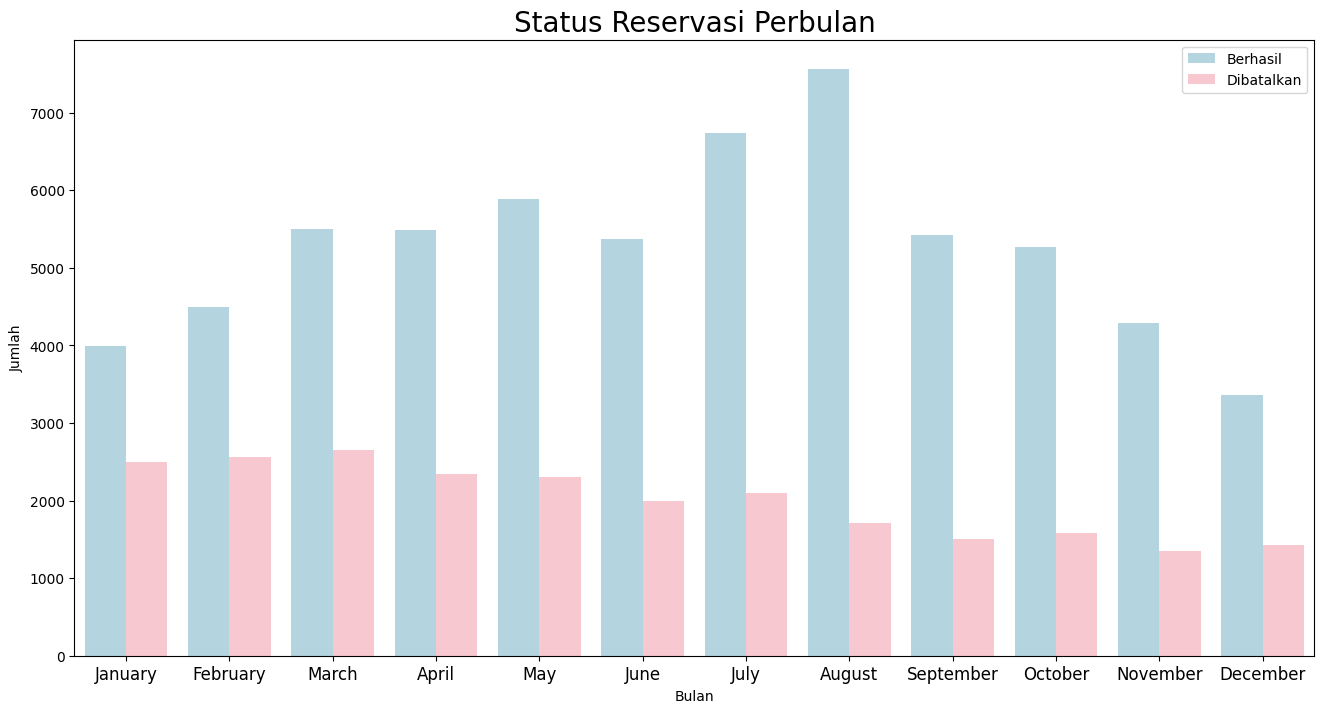 Status Reservasi Perbulan
Berhasil
Dibatalkan
Jumlah
7000
6000
5000
4000
3000
2000
1000
0
January February March April May June July August September October November December
Bulan